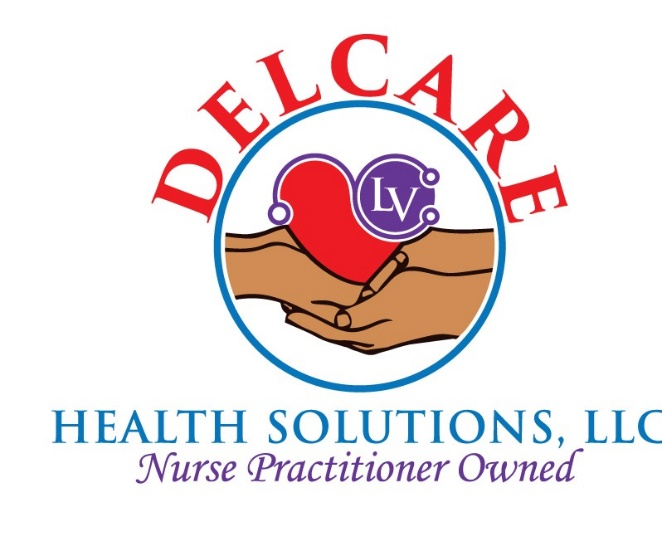 DELCARE
LV
HEALTH SOLUTIONS, LLC
Nurse Practitioner Owned